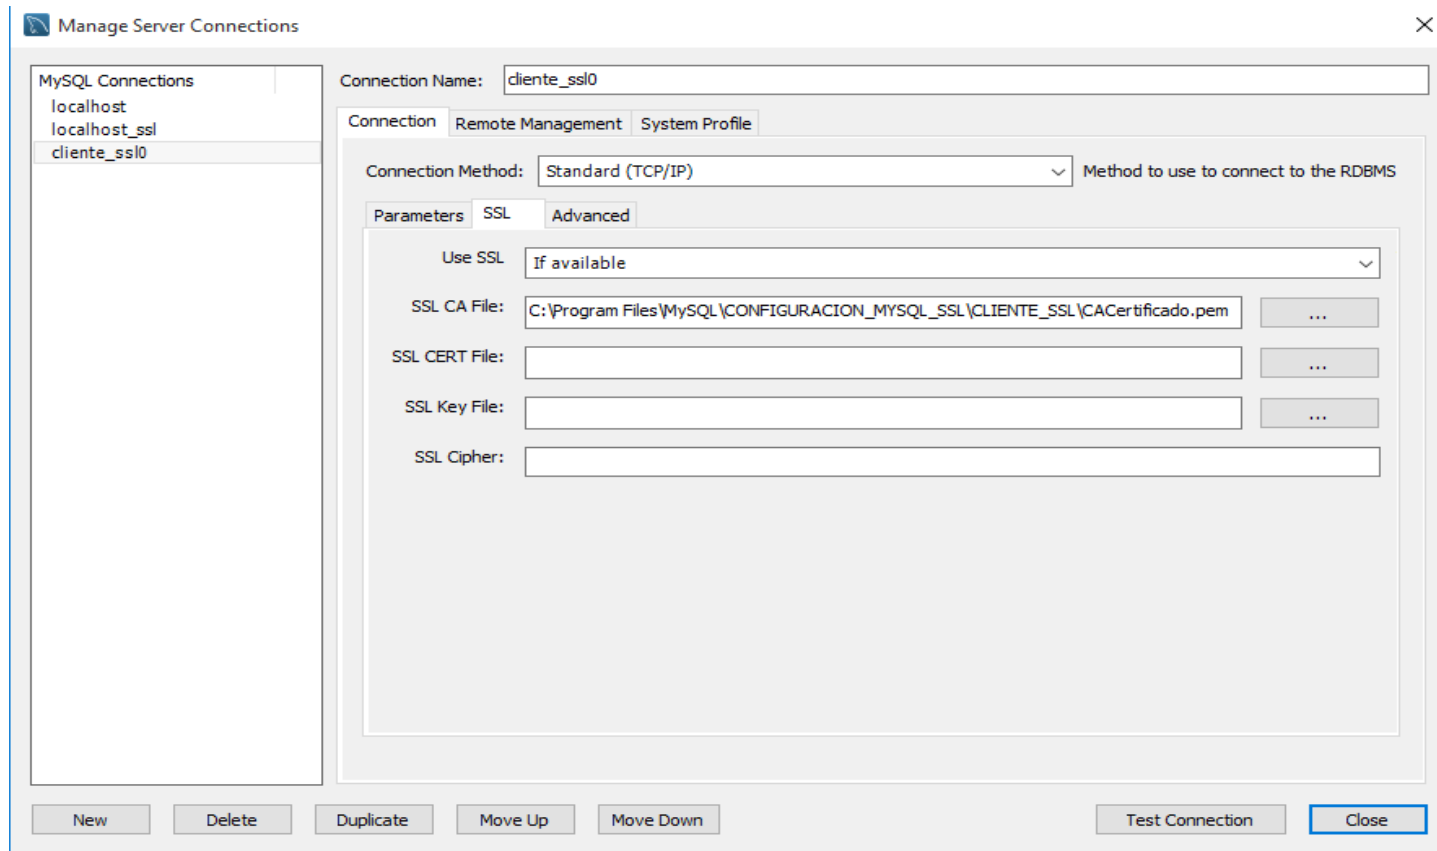 Manage Server Connections
MySQL Connections
localhost
localhost_ssl
cliente_ssl0
Connection Name: cliente_ssl0
Connection Remote Management System Profile
Connection Method: Standard (TCP/IP) Method to use to connect to the RDBMS
Parameters SSL Advanced
Use SSL If available
SSL CA File: C:\Program Files\MySQL\CONFIGURACION_MYSQL_SSL\CLIENTE_SSL\CACertificado.pem ...
SSL CERT File: ...
SSL Key File: ...
SSL Cipher:
New Delete Duplicate Move Up Move Down Test Connection Close